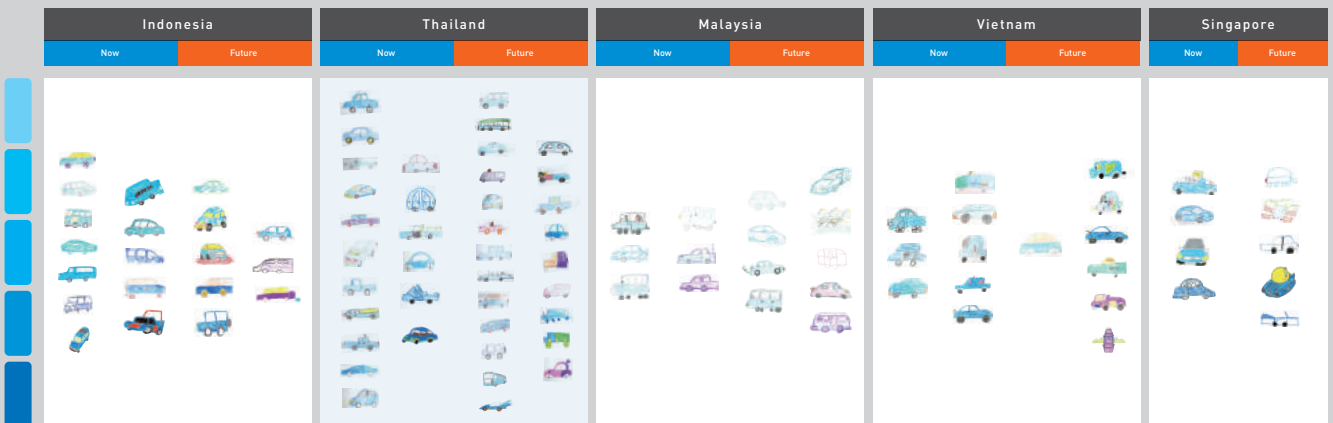 Indonesia
Thailand
Malaysia
Vietnam
Singapore
Now
Future
Now
Future
Now
Future
Now
Future
Now
Future